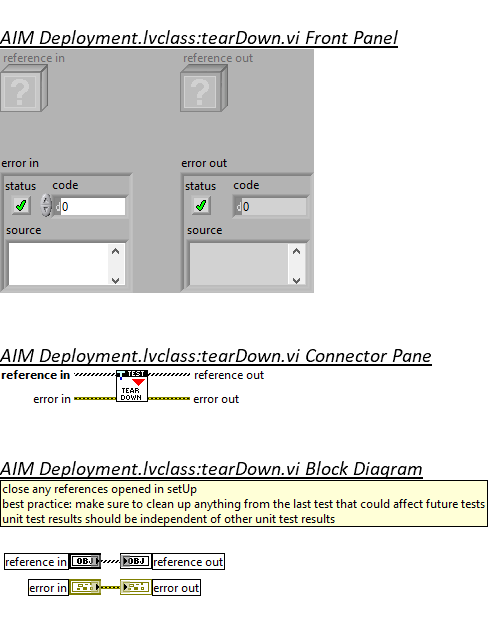 AIM Deployment.lvclass:tearDown.vi Front Panel
reference in reference out
?
?
error in error out
status code status code
d 0 d 0
source source
AIM Deployment.lvclass:tearDown.vi Connector Pane
reference in reference out
TEST
TEAR
DOWN
error in error out
AIM Deployment.lvclass:tearDown.vi Block Diagram
close any references opened in setUp
best practice: make sure to clean up anything from the last test that could affect future tests
unit test results should be independent of other unit test results
reference in OBJ OBJ reference out
error in error out